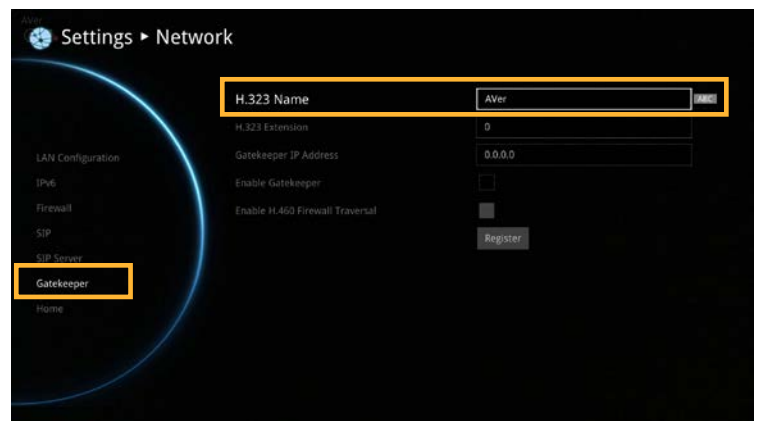 AVer
Settings ▸ Network
H.323 Name AVer ABC
H.323 Extension 0
LAN Configuration Gatekeeper IP Address 0.0.0.0
IPv6 Enable Gatekeeper
Firewall Enable H.460 Firewall Traversal
SIP
Register
SIP Server
Gatekeeper
Home